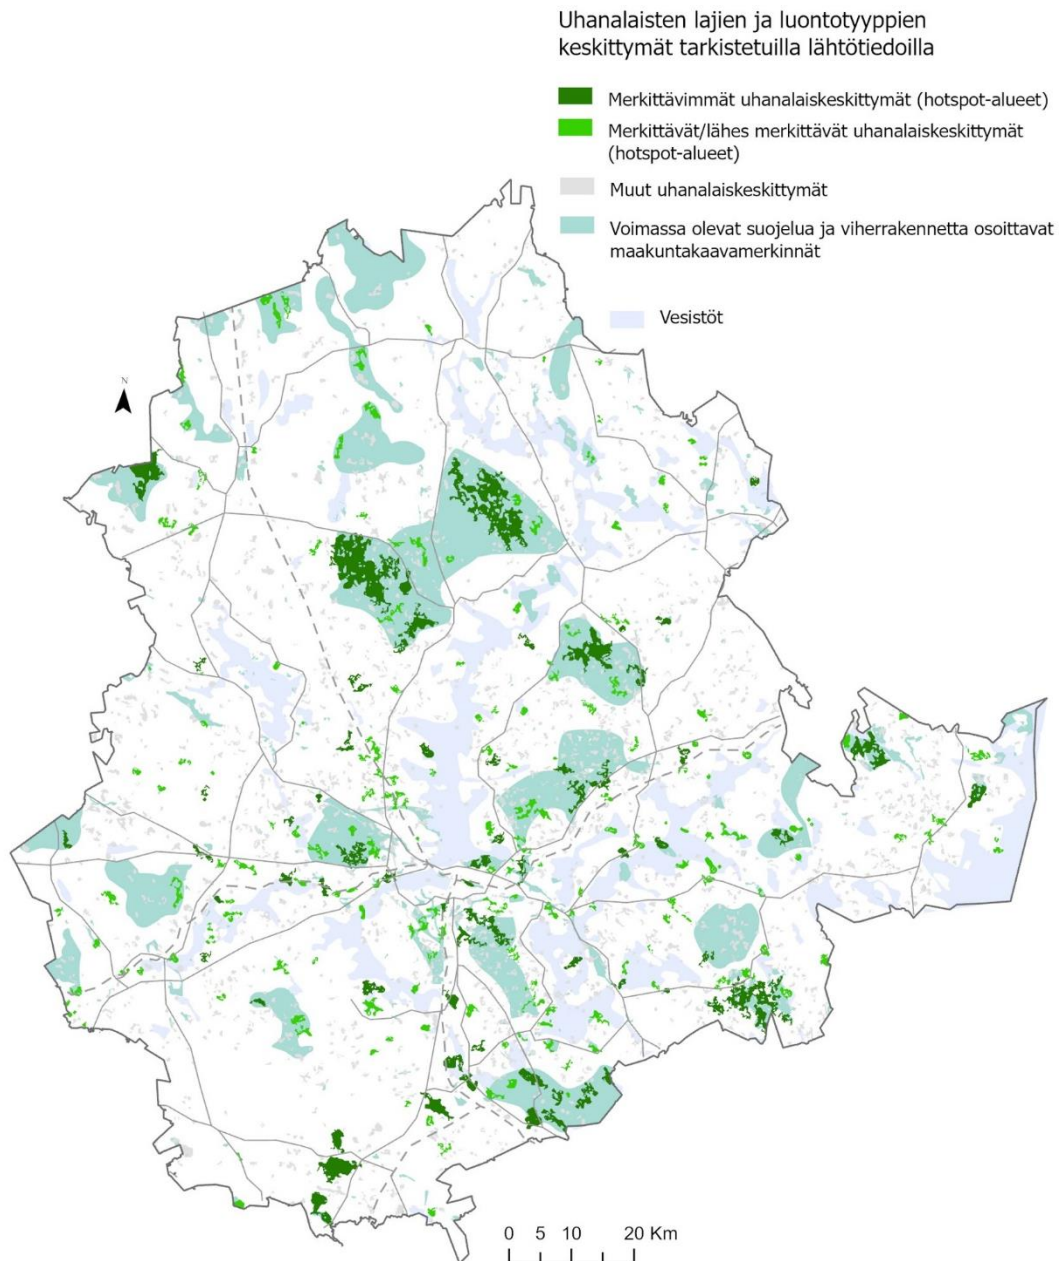 Uhanalaisten lajien ja luontotyyppien
keskittymät tarkistetuilla lähtötiedoilla
Merkittävimmät uhanalaiskeskittymät (hotspot-alueet)
Merkittävät/lähes merkittävät uhanalaiskeskittymät
(hotspot-alueet)
Muut uhanalaiskeskittymät
Voimassa olevat suojelua ja viherrakennetta osoittavat
maakuntakaavamerkinnät
Vesistöt
N
0 5 10 20 Km